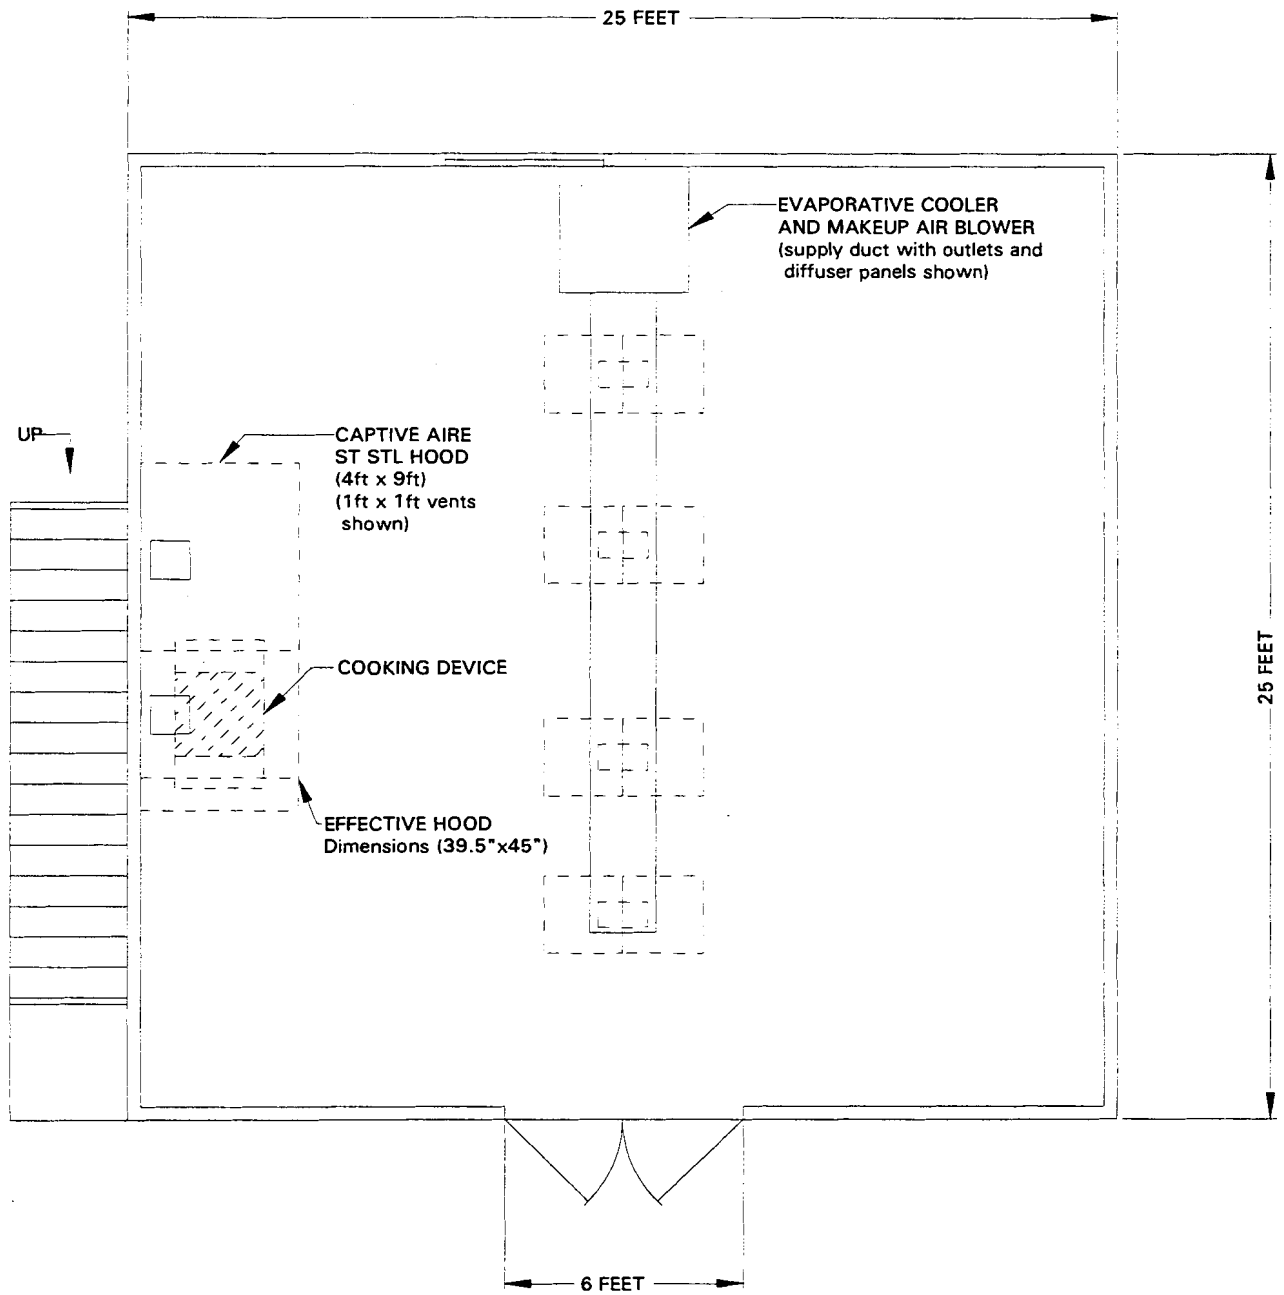 25 FEET
EVAPORATIVE COOLER
AND MAKEUP AIR BLOWER
(supply duct with outlets and
diffuser panels shown)
UP
CAPTIVE AIRE
ST STL HOOD
(4ft x 9ft)
(1ft x 1ft vents
shown)
COOKING DEVICE
25 FEET
EFFECTIVE HOOD
Dimensions (39.5"x45")
6 FEET